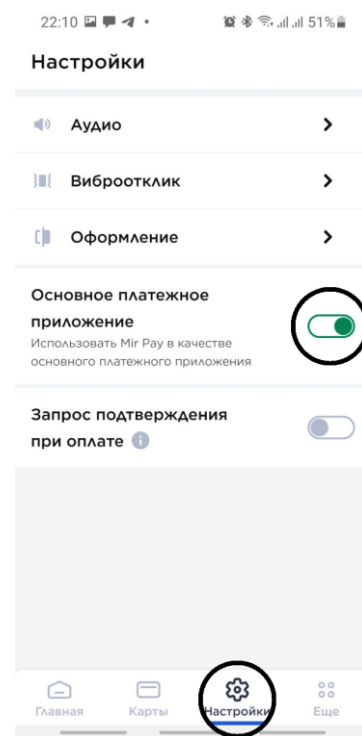 22:10 51%
Настройки
Аудио
Виброотклик
Оформление
Основное платежное
приложение
Использовать Mir Pay в качестве
основного платежного приложения
Запрос подтверждения
при оплате
Главная Карты Настройки Еще